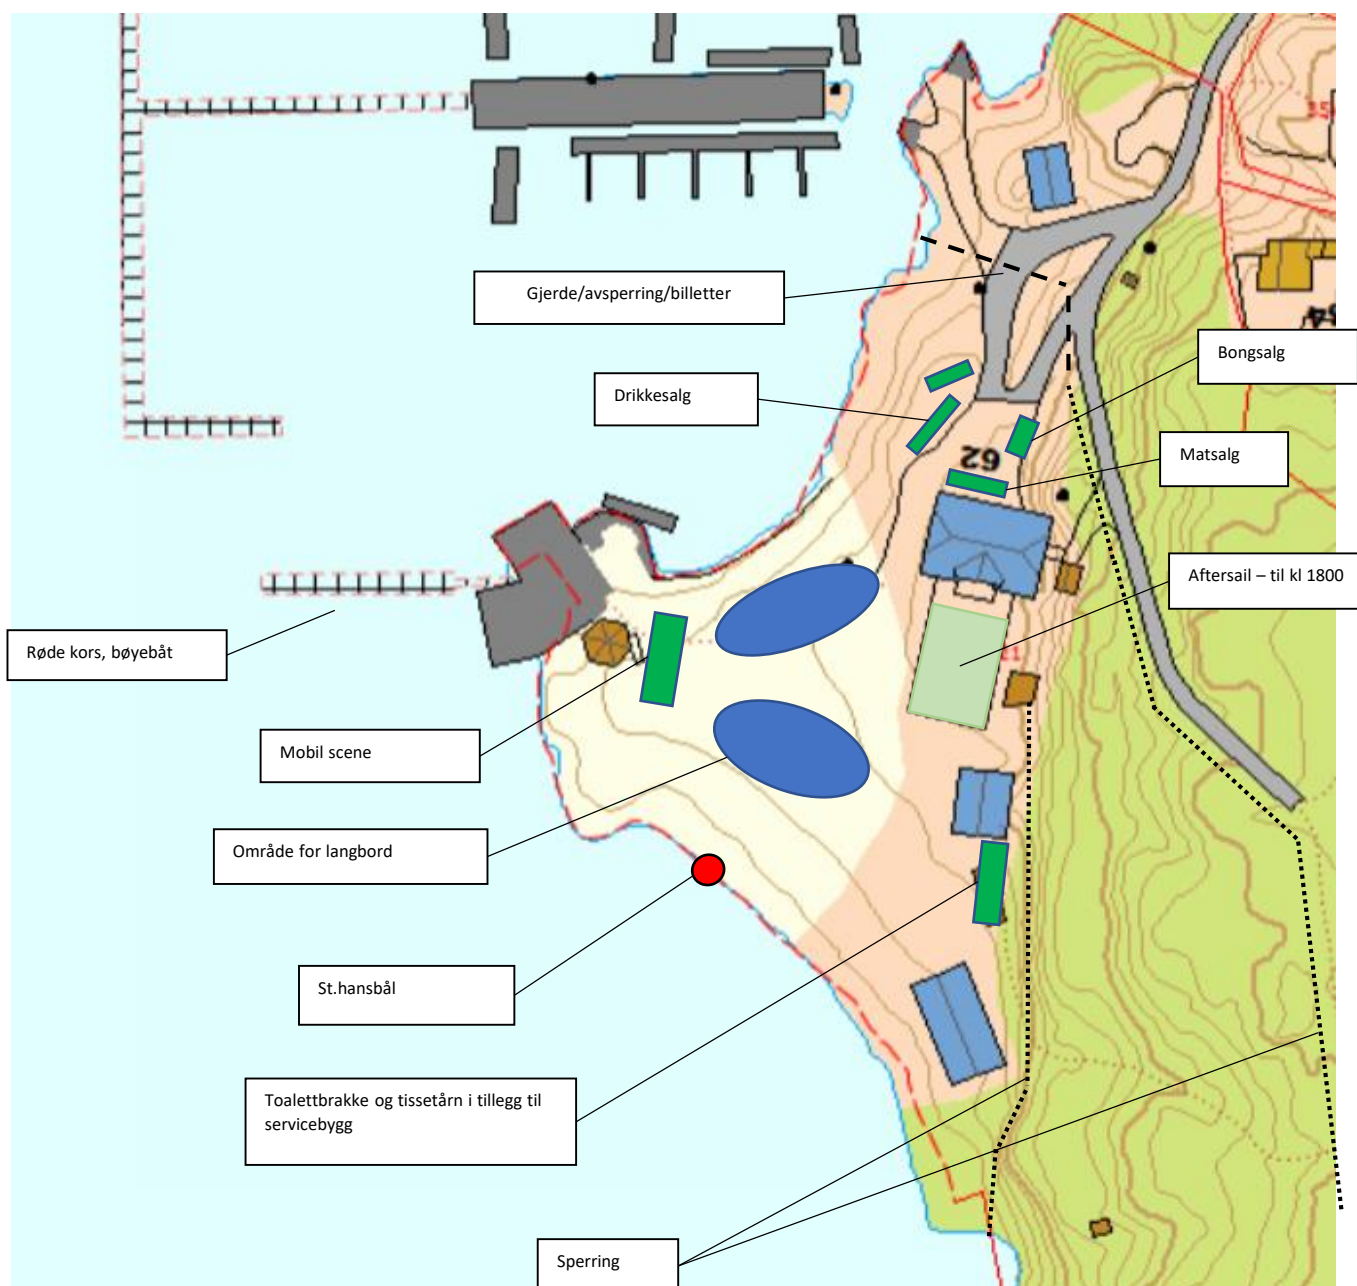 Gjerde/avsperring/billetter
Bongsalg
Drikkesalg
Matsalg
62
Aftersail – til kl 1800
Røde kors, bøyebåt
Mobil scene
Område for langbord
St.hansbål
Toalettbrakke og tissetårn i tillegg til
servicebygg
Sperring